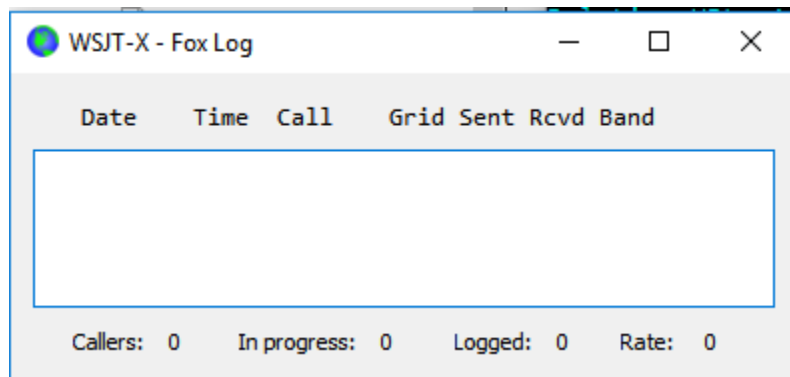 WSJT-X - Fox Log
Date Time Call Grid Sent Rcvd Band
Callers: 0 In progress: 0 Logged: 0 Rate: 0